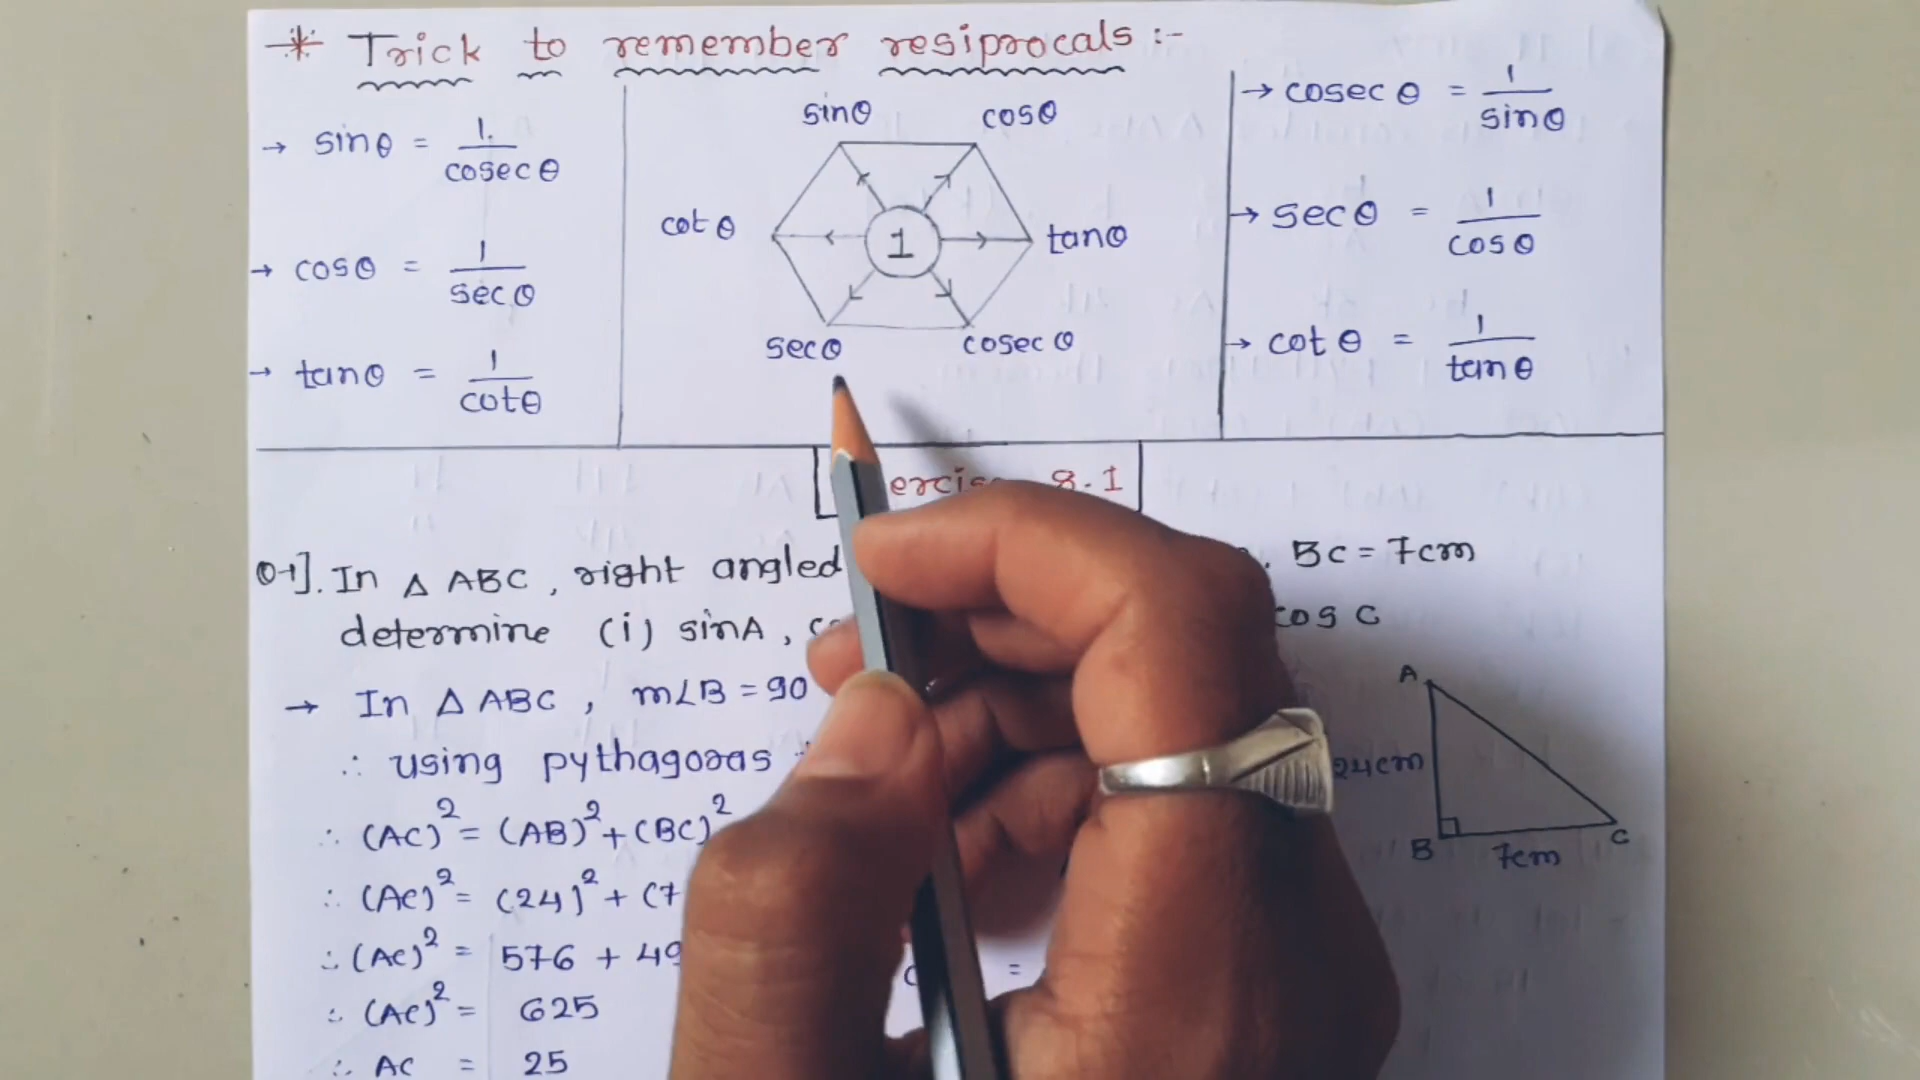 * Trick to remember resiprocals :-
→ sinθ = 1/cosecθ
→ cosθ = 1/secθ
→ tanθ = 1/cotθ
sinθ cosθ
cotθ 1 tanθ
secθ cosecθ
→ cosecθ = 1/sinθ
→ secθ = 1/cosθ
→ cotθ = 1/tanθ
8.1
Q-1]. In △ ABC, right angled BC = 7cm
determine (i) sinA, cos C
→ In △ ABC, m∠B = 90
∴ using pythagoras
∴ (AC)² = (AB)² + (BC)²
∴ (AC)² = (24)² + (7
∴ (AC)² = 576 + 49
∴ (AC)² = 625
∴ AC = 25
=
A
24cm
B 7cm C